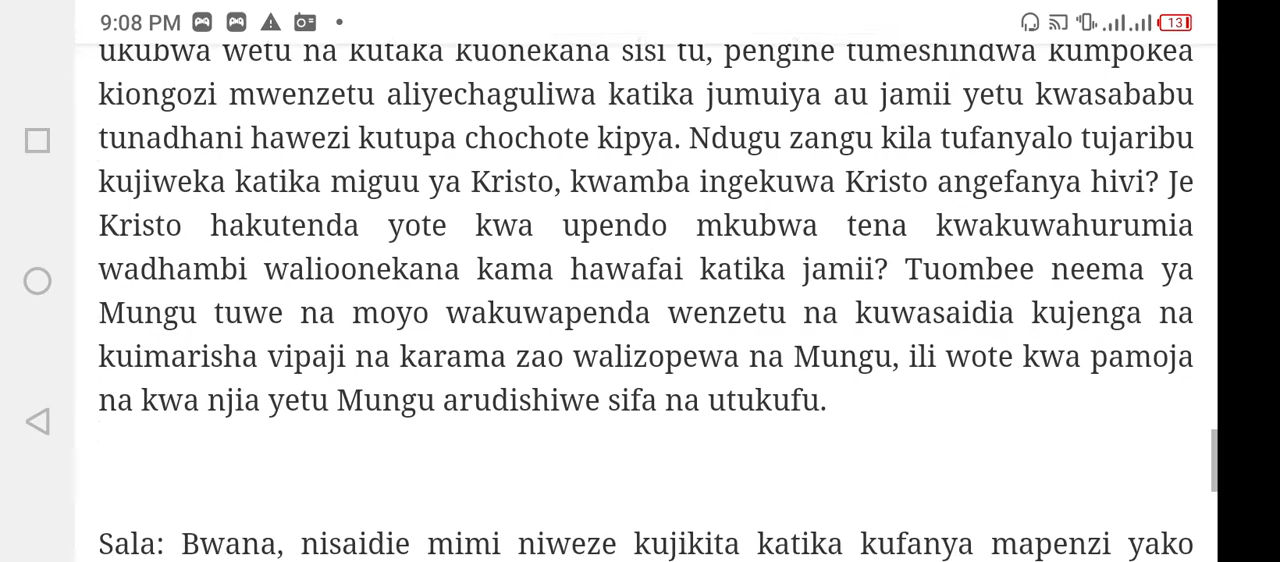 9:08 PM 13
ukubwa wetu na kutaka kuonekana sisi tu, pengine tumeshindwa kumpokea
kiongozi mwenzetu aliyechaguliwa katika jumuiya au jamii yetu kwasababu
tunadhani hawezi kutupa chochote kipya. Ndugu zangu kila tufanyalo tujaribu
kujiweka katika miguu ya Kristo, kwamba ingekuwa Kristo angefanya hivi? Je
Kristo hakutenda yote kwa upendo mkubwa tena kwakuwahurumia
wadhambi walioonekana kama hawafai katika jamii? Tuombee neema ya
Mungu tuwe na moyo wakuwapenda wenzetu na kuwasaidia kujenga na
kuimarisha vipaji na karama zao walizopewa na Mungu, ili wote kwa pamoja
na kwa njia yetu Mungu arudishiwe sifa na utukufu.
Sala: Bwana, nisaidie mimi niweze kujikita katika kufanya mapenzi yako